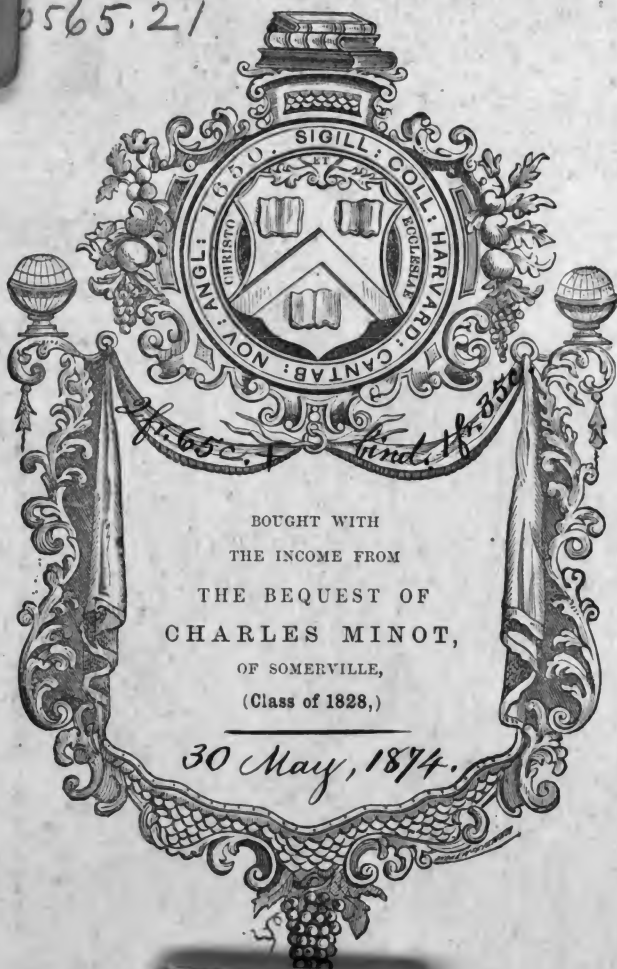 0565.21
SIGILL: COLL: HARVARD: CANTAB: NOV: ANGL: 1650.
ET
CHRISTO
ECCLESIAE
2fr. 65c. + bind. 1fr. 35c.
BOUGHT WITH
THE INCOME FROM
THE BEQUEST OF
CHARLES MINOT,
OF SOMERVILLE,
(Class of 1828,)
30 May, 1874.